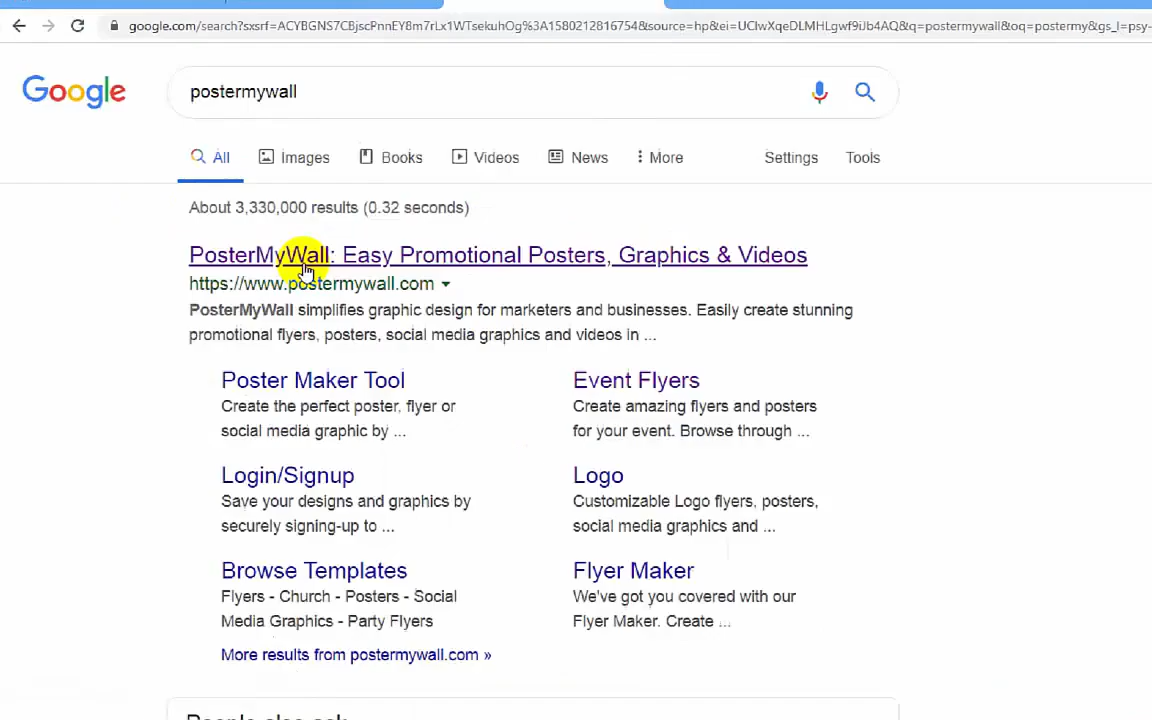 google.com/search?sxsrf=ACYBGNS7CBjscPnnEY8m7rLx1WTsekuhOg%3A1580212816754&source=hp&ei=UClwXqeDLMHLgwf9iJb4AQ&q=postermywall&oq=postermy&gs_l=psy-
Google
postermywall
All Images Books Videos News More Settings Tools
About 3,330,000 results (0.32 seconds)
PosterMyWall: Easy Promotional Posters, Graphics & Videos
https://www.postermywall.com
PosterMyWall simplifies graphic design for marketers and businesses. Easily create stunning
promotional flyers, posters, social media graphics and videos in ...
Poster Maker Tool
Create the perfect poster, flyer or
social media graphic by ...
Event Flyers
Create amazing flyers and posters
for your event. Browse through ...
Login/Signup
Save your designs and graphics by
securely signing-up to ...
Logo
Customizable Logo flyers, posters,
social media graphics and ...
Browse Templates
Flyers - Church - Posters - Social
Media Graphics - Party Flyers
Flyer Maker
We've got you covered with our
Flyer Maker. Create ...
More results from postermywall.com »
People also ask